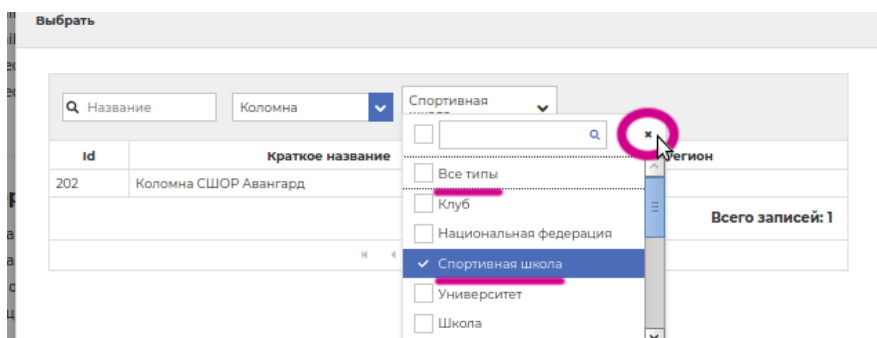 Выбрать
Название
Коломна
Спортивная
Id
Краткое название
Регион
202
Коломна СШОР Авангард
Все типы
Клуб
Национальная федерация
Спортивная школа
Университет
Школа
Всего записей: 1